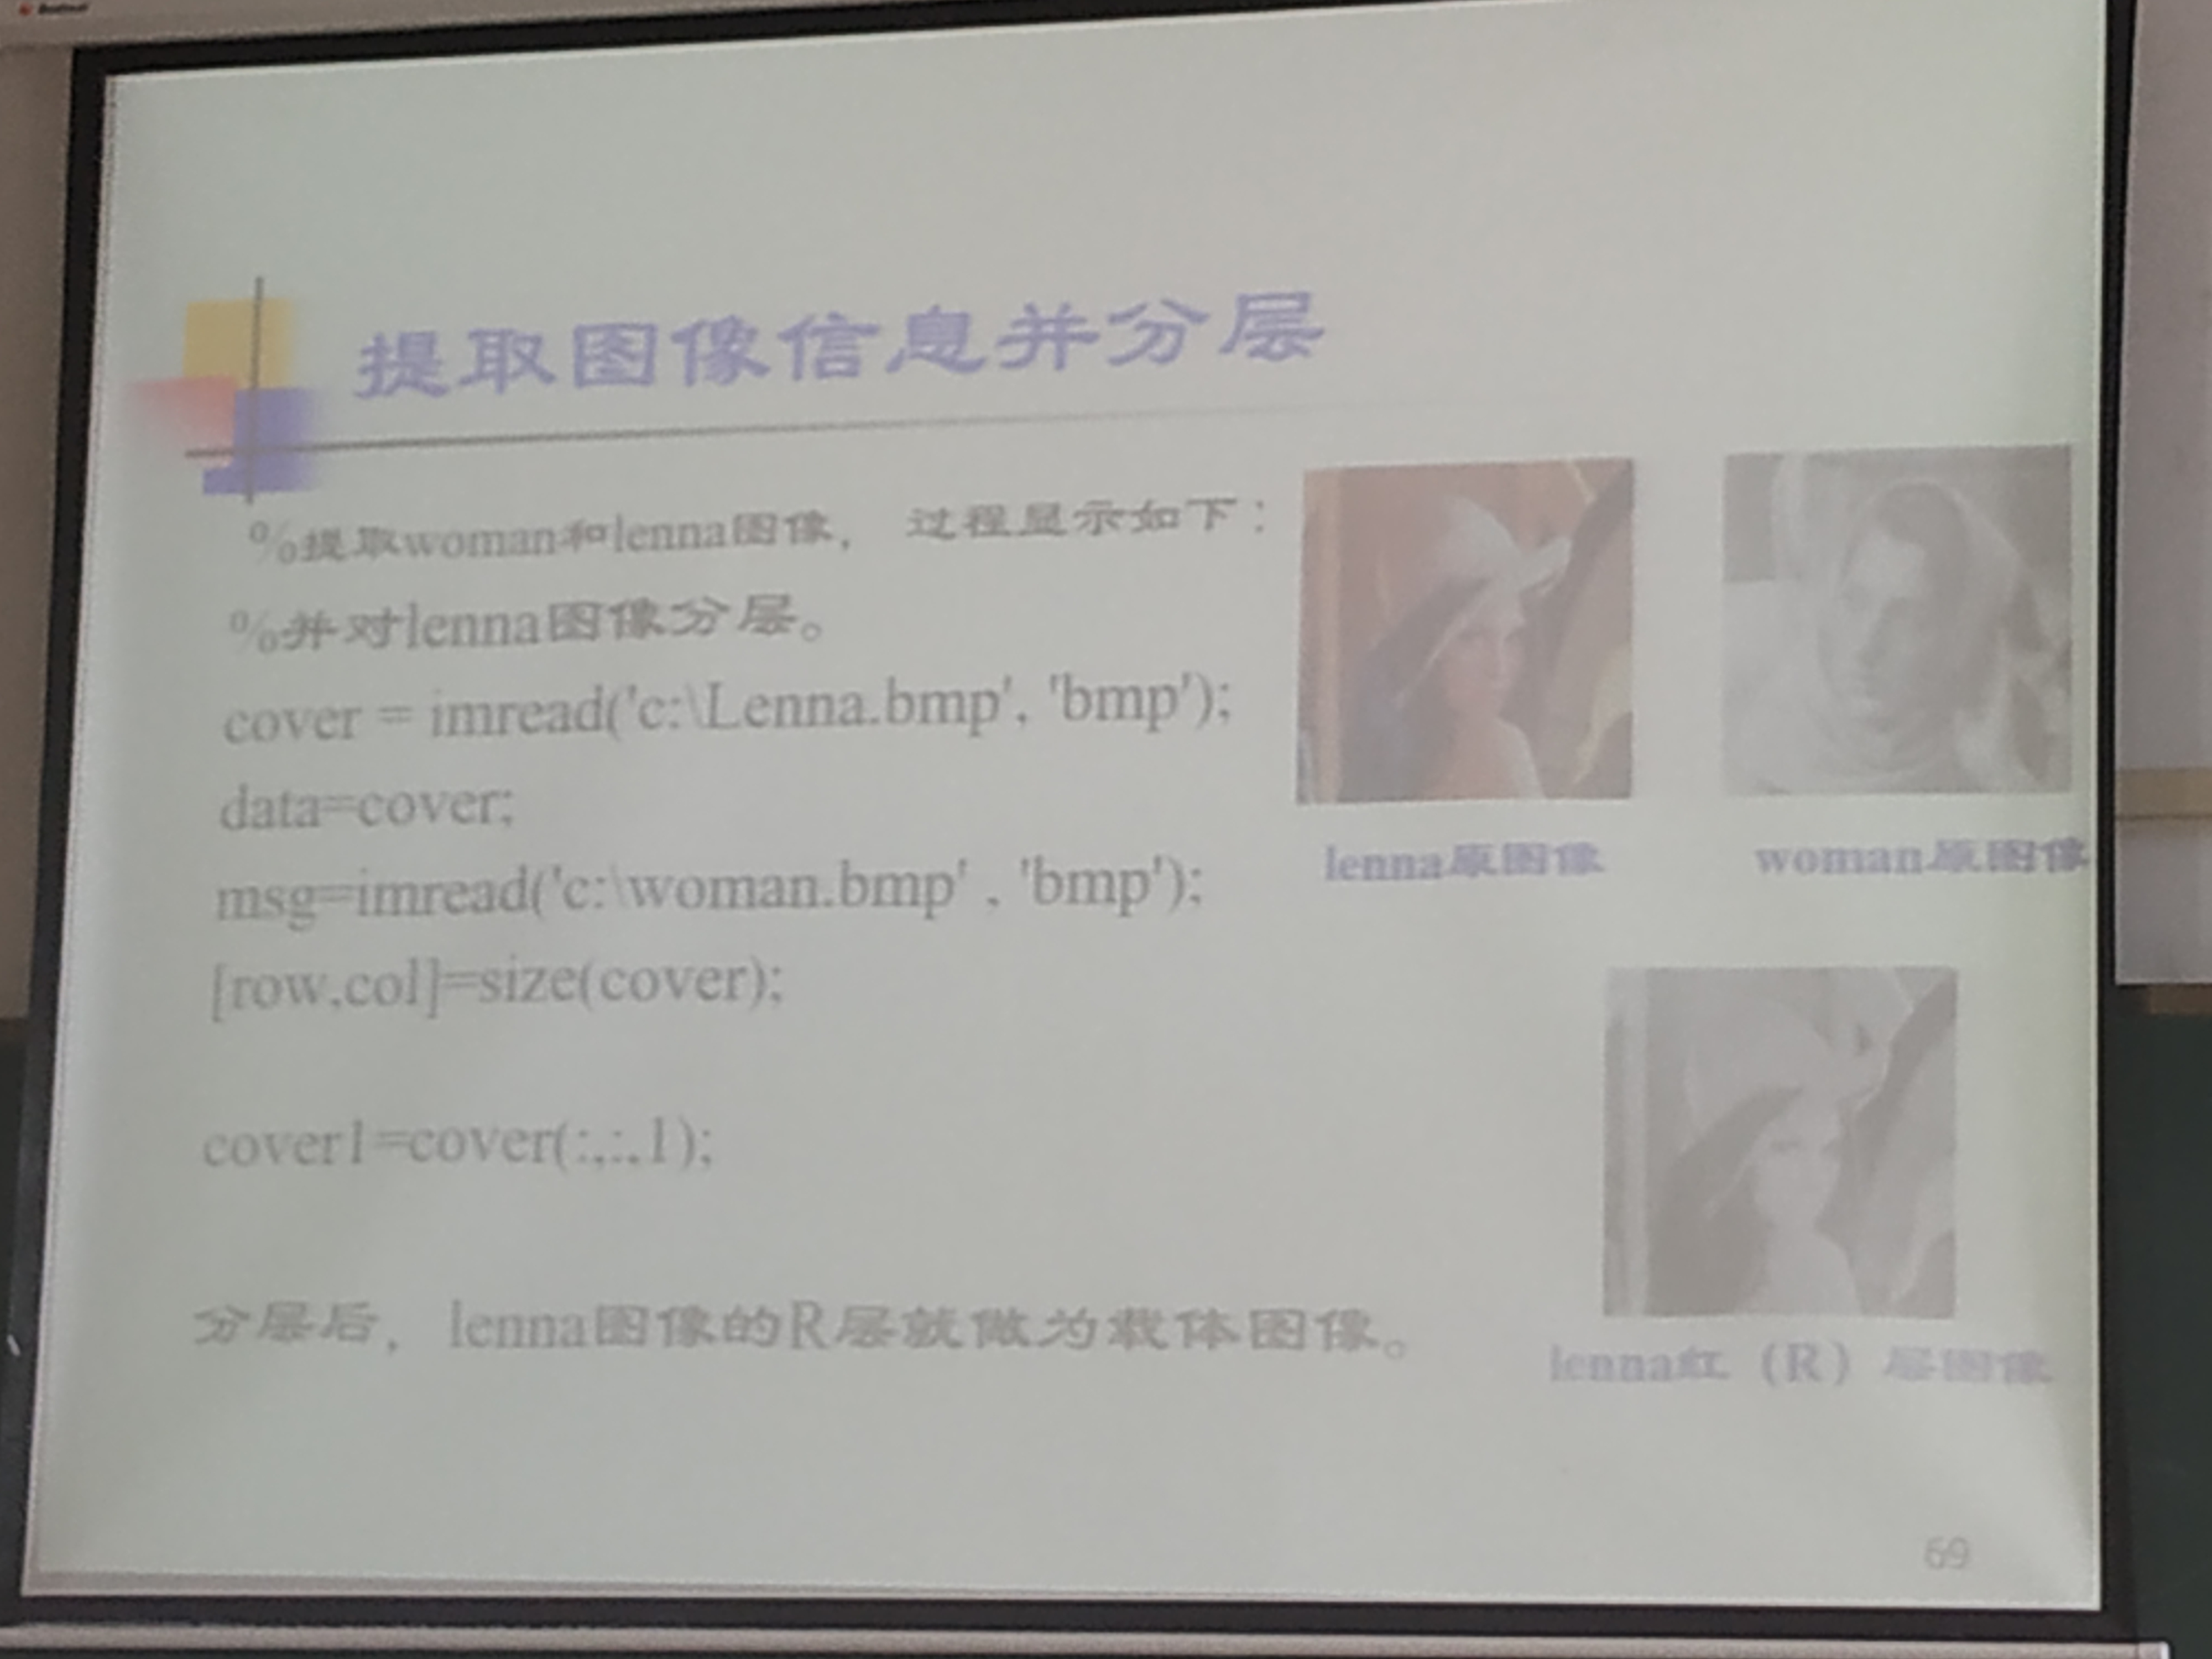 提取图像信息并分层
%提取woman和lenna图像， 过程显示如下：
%并对lenna图像分层。
cover = imread('c:\Lenna.bmp', 'bmp');
data=cover;
msg=imread('c:\woman.bmp' , 'bmp');
[row,col]=size(cover);
cover1=cover(:,:,1);
分层后，lenna图像的R层就做为载体图像。
lenna原图像
woman原图像
lenna红（R）层图像
69